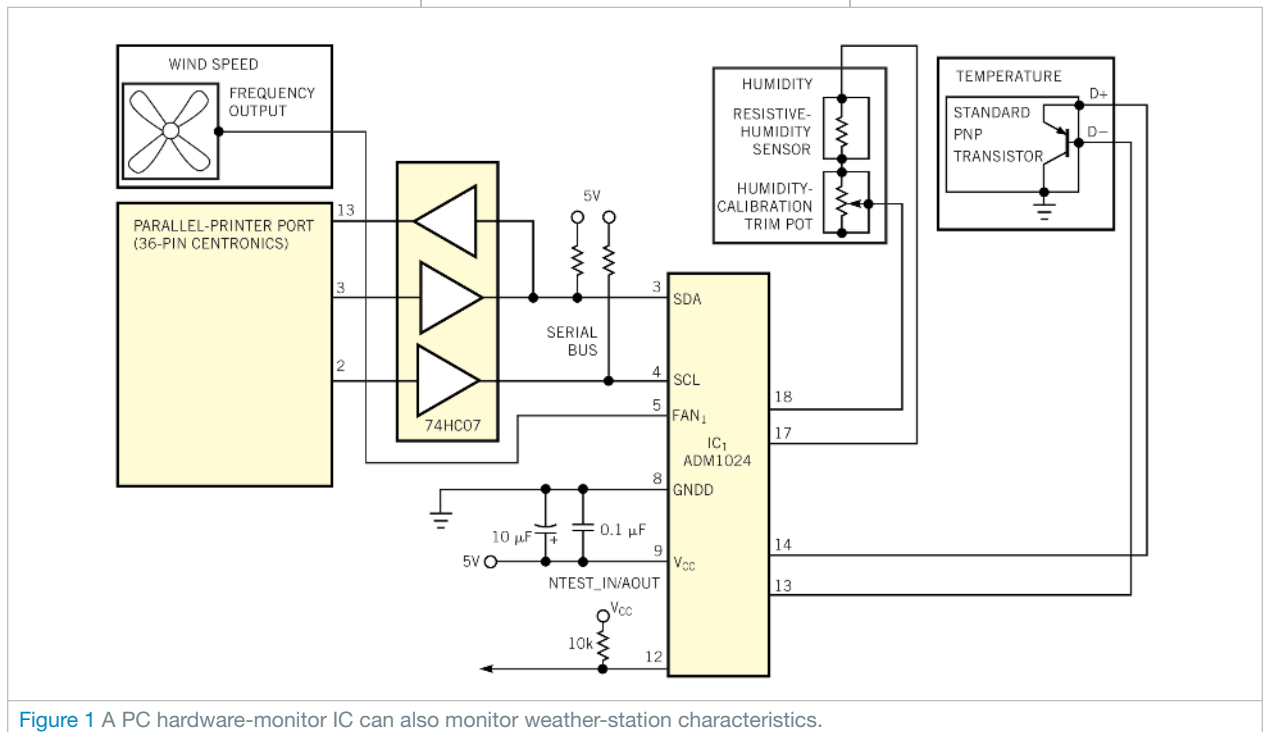 WIND SPEED
FREQUENCY
OUTPUT
PARALLEL-PRINTER PORT
(36-PIN CENTRONICS)
13
3
2
74HC07
5V
SERIAL
BUS
HUMIDITY
RESISTIVE-
HUMIDITY
SENSOR
HUMIDITY-
CALIBRATION
TRIM POT
TEMPERATURE
STANDARD
PNP
TRANSISTOR
D+
D−
3
SDA
4
SCL
5
FAN1
IC1
ADM1024
8
GNDD
10 µF
+
0.1 µF
5V
9
VCC
NTEST_IN/AOUT
VCC
10k
12
18
17
14
13
Figure 1 A PC hardware-monitor IC can also monitor weather-station characteristics.